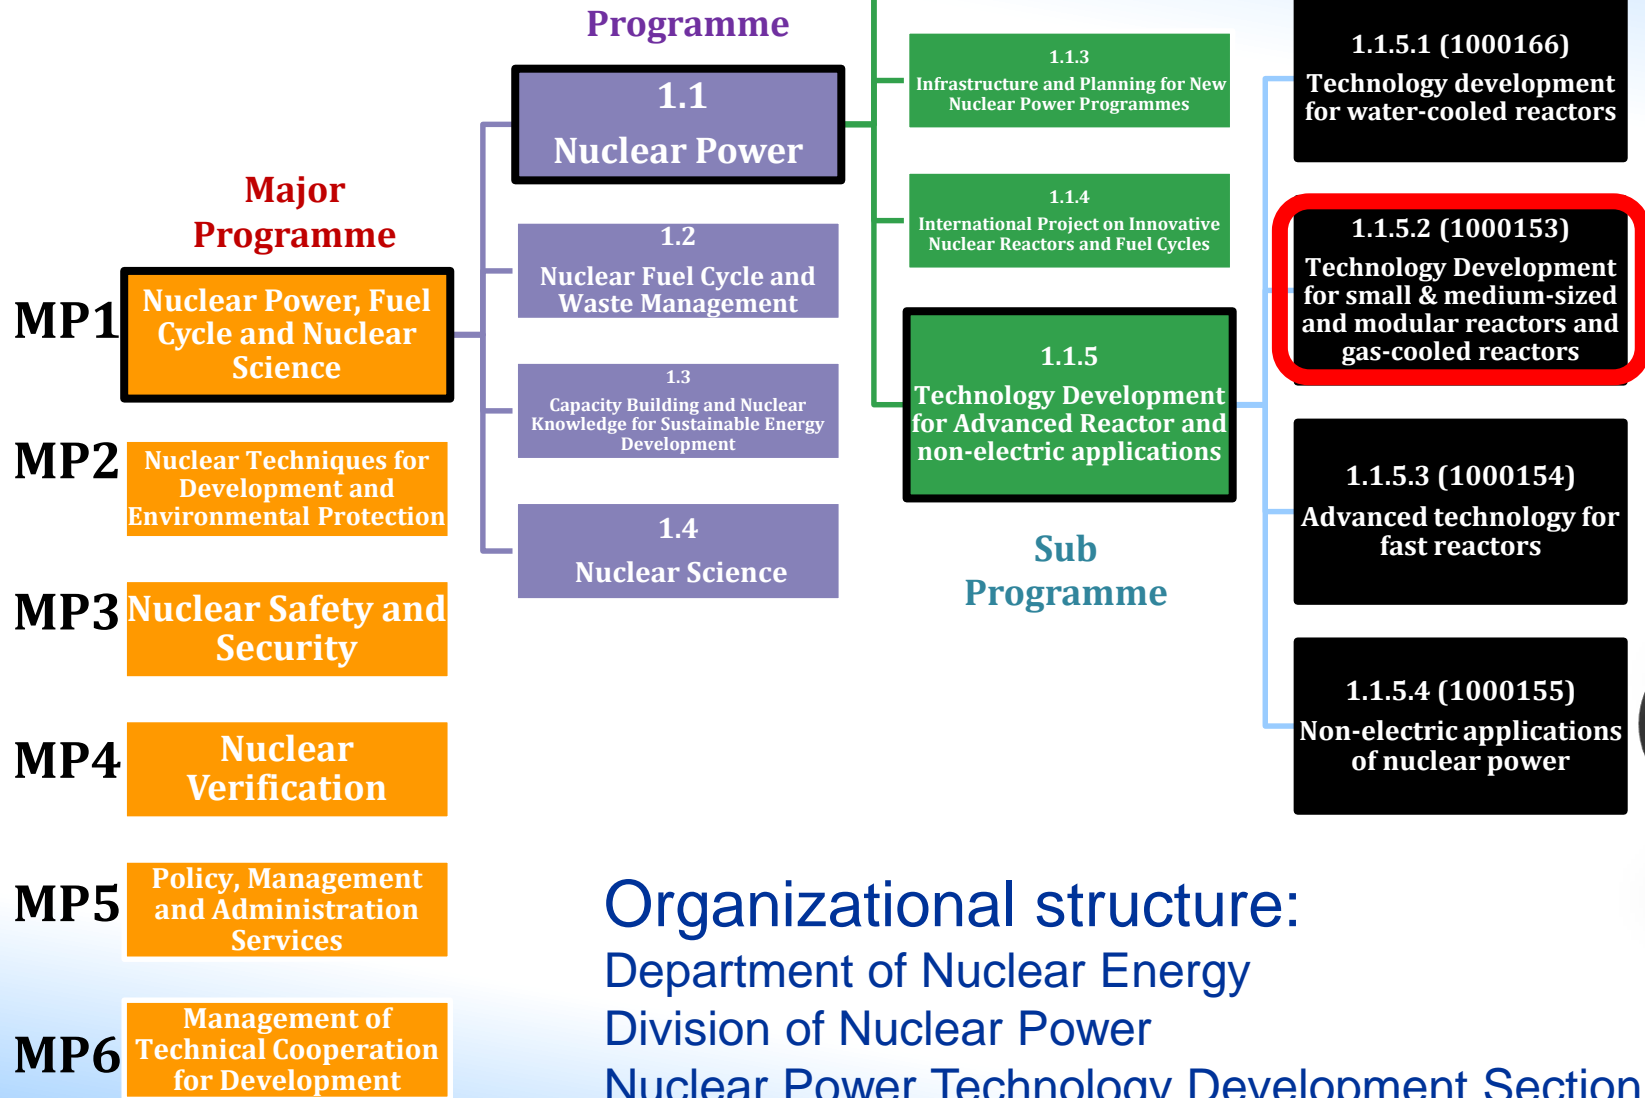 Programme
1.1
Nuclear Power
Major
Programme
MP1
Nuclear Power, Fuel
Cycle and Nuclear
Science
MP2
Nuclear Techniques for
Development and
Environmental Protection
MP3
Nuclear Safety and
Security
MP4
Nuclear
Verification
MP5
Policy, Management
and Administration
Services
MP6
Management of
Technical Cooperation
for Development
1.2
Nuclear Fuel Cycle and
Waste Management
1.3
Capacity Building and Nuclear
Knowledge for Sustainable Energy
Development
1.4
Nuclear Science
1.1.3
Infrastructure and Planning for New
Nuclear Power Programmes
1.1.4
International Project on Innovative
Nuclear Reactors and Fuel Cycles
1.1.5
Technology Development
for Advanced Reactor and
non-electric applications
Sub
Programme
1.1.5.1 (1000166)
Technology development
for water-cooled reactors
1.1.5.2 (1000153)
Technology Development
for small & medium-sized
and modular reactors and
gas-cooled reactors
1.1.5.3 (1000154)
Advanced technology for
fast reactors
1.1.5.4 (1000155)
Non-electric applications
of nuclear power
Organizational structure:
Department of Nuclear Energy
Division of Nuclear Power
Nuclear Power Technology Development Section